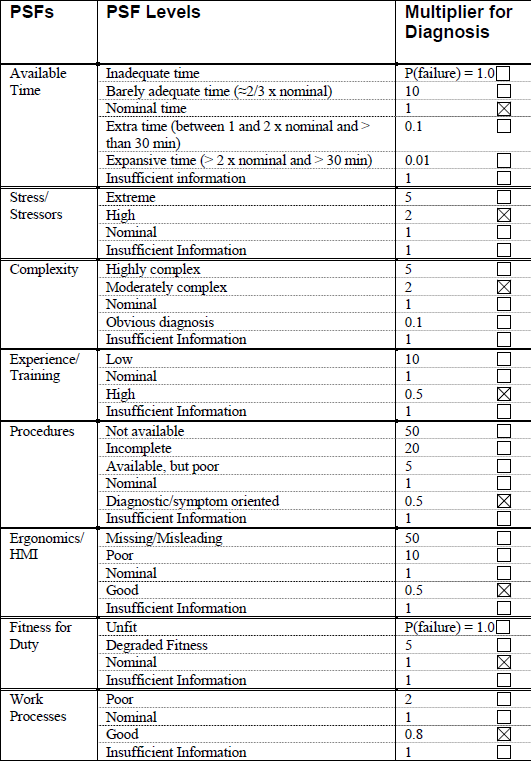 PSFs PSF Levels Multiplier for
Diagnosis
Available Inadequate time P(failure) = 1.0
Time Barely adequate time (≈2/3 x nominal) 10
Nominal time 1
Extra time (between 1 and 2 x nominal and > 0.1
than 30 min)
Expansive time (> 2 x nominal and > 30 min) 0.01
Insufficient information 1
Stress/ Extreme 5
Stressors High 2
Nominal 1
Insufficient Information 1
Complexity Highly complex 5
Moderately complex 2
Nominal 1
Obvious diagnosis 0.1
Insufficient Information 1
Experience/ Low 10
Training Nominal 1
High 0.5
Insufficient Information 1
Procedures Not available 50
Incomplete 20
Available, but poor 5
Nominal 1
Diagnostic/symptom oriented 0.5
Insufficient Information 1
Ergonomics/ Missing/Misleading 50
HMI Poor 10
Nominal 1
Good 0.5
Insufficient Information 1
Fitness for Unfit P(failure) = 1.0
Duty Degraded Fitness 5
Nominal 1
Insufficient Information 1
Work Poor 2
Processes Nominal 1
Good 0.8
Insufficient Information 1